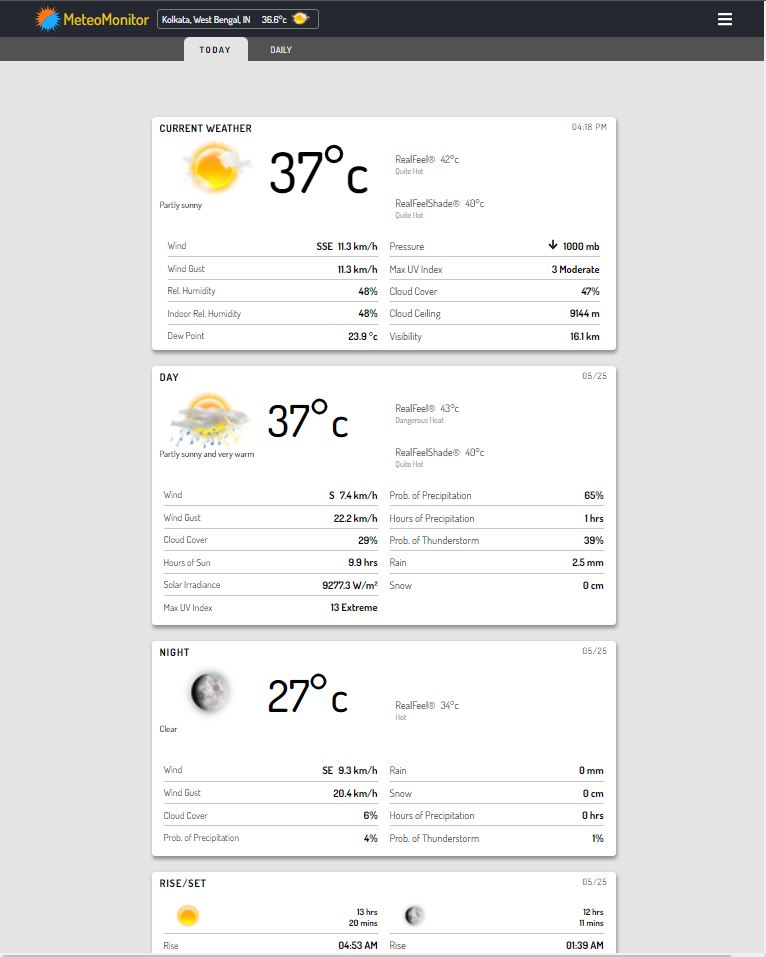 MeteoMonitor Kolkata, West Bengal, IN 36.6°c
TODAY DAILY
CURRENT WEATHER 04:18 PM
37°c
RealFeel® 42°c
Quite Hot
Partly sunny
RealFeelShade® 40°c
Quite Hot
Wind SSE 11.3 km/h Pressure 1000 mb
Wind Gust 11.3 km/h Max UV Index 3 Moderate
Rel. Humidity 48% Cloud Cover 47%
Indoor Rel. Humidity 48% Cloud Ceiling 9144 m
Dew Point 23.9 °c Visibility 16.1 km
DAY 05/25
37°c
RealFeel® 43°c
Dangerous Heat
Partly sunny and very warm
RealFeelShade® 40°c
Quite Hot
Wind S 7.4 km/h Prob. of Precipitation 65%
Wind Gust 22.2 km/h Hours of Precipitation 1 hrs
Cloud Cover 29% Prob. of Thunderstorm 39%
Hours of Sun 9.9 hrs Rain 2.5 mm
Solar Irradiance 9277.3 W/m² Snow 0 cm
Max UV Index 13 Extreme
NIGHT 05/25
27°c
RealFeel® 34°c
Hot
Clear
Wind SE 9.3 km/h Rain 0 mm
Wind Gust 20.4 km/h Snow 0 cm
Cloud Cover 6% Hours of Precipitation 0 hrs
Prob. of Precipitation 4% Prob. of Thunderstorm 1%
RISE/SET 05/25
13 hrs 12 hrs
20 mins 11 mins
Rise 04:53 AM Rise 01:39 AM